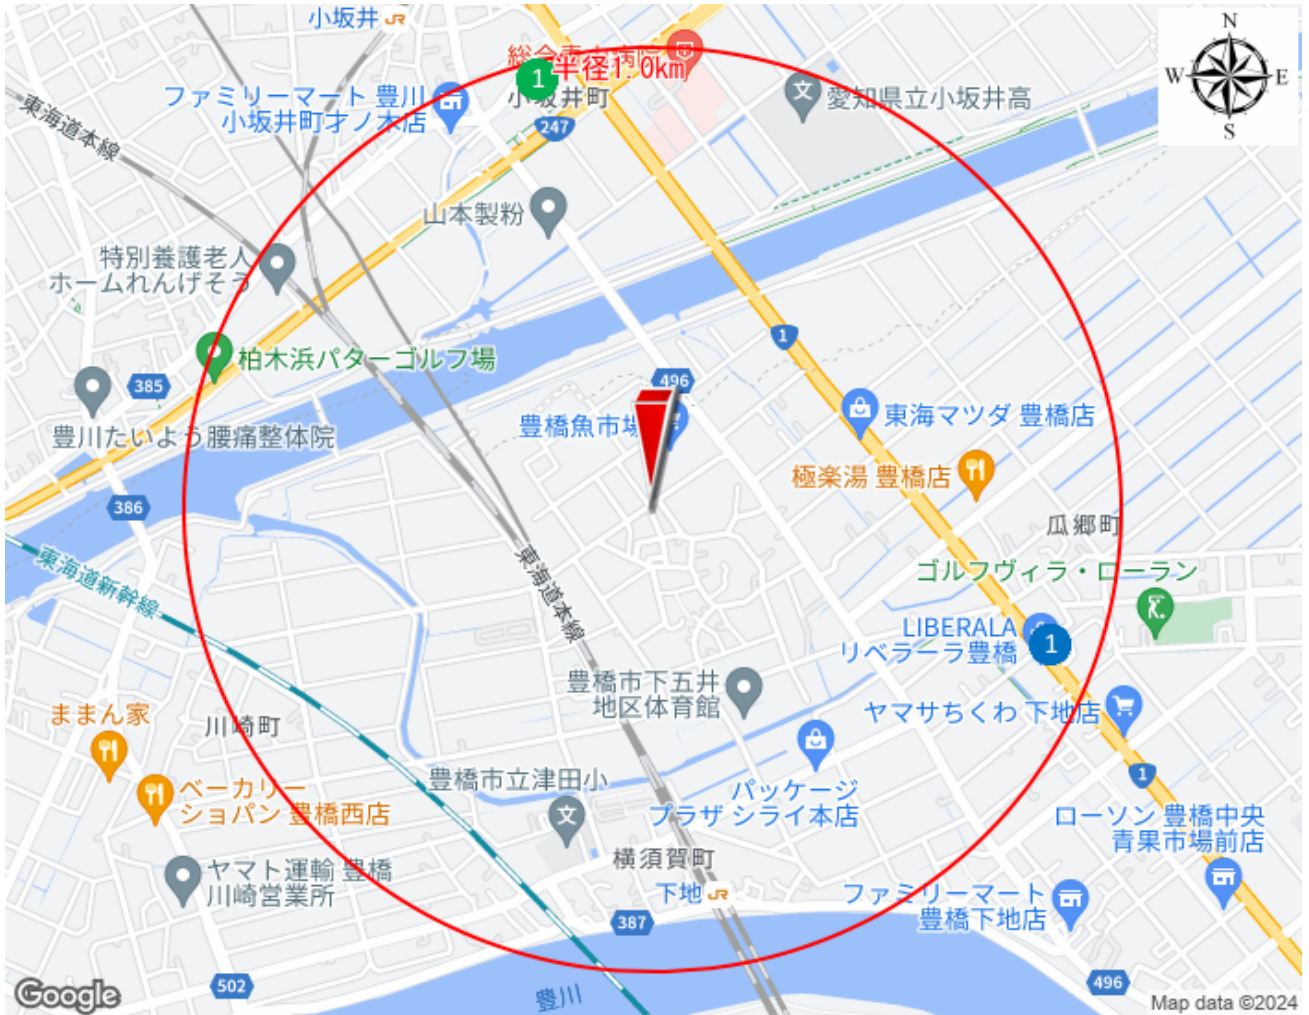 小坂井 JR
総合青山病院
1
半径1.0km
小坂井町
愛知県立小坂井高
N
W E
S
ファミリーマート 豊川
小坂井町才ノ木店
東海道本線
247
山本製粉
特別養護老人
ホームれんげそう
柏木浜パターゴルフ場
385
1
496
豊川たいよう腰痛整体院
豊橋魚市場
東海マツダ 豊橋店
極楽湯 豊橋店
386
瓜郷町
東海道新幹線
東海道本線
ゴルフヴィラ・ローラン
LIBERALA
リベラーラ豊橋
1
豊橋市下五井
地区体育館
ヤマサちくわ 下地店
ままん家
川崎町
豊橋市立津田小
パッケージ
プラザ シライ本店
1
ベーカリー
ショパン 豊橋西店
ローソン 豊橋中央
青果市場前店
横須賀町
ヤマト運輸 豊橋
川崎営業所
下地 JR
ファミリーマート
豊橋下地店
387
502
豊川
496
Google
Map data ©2024